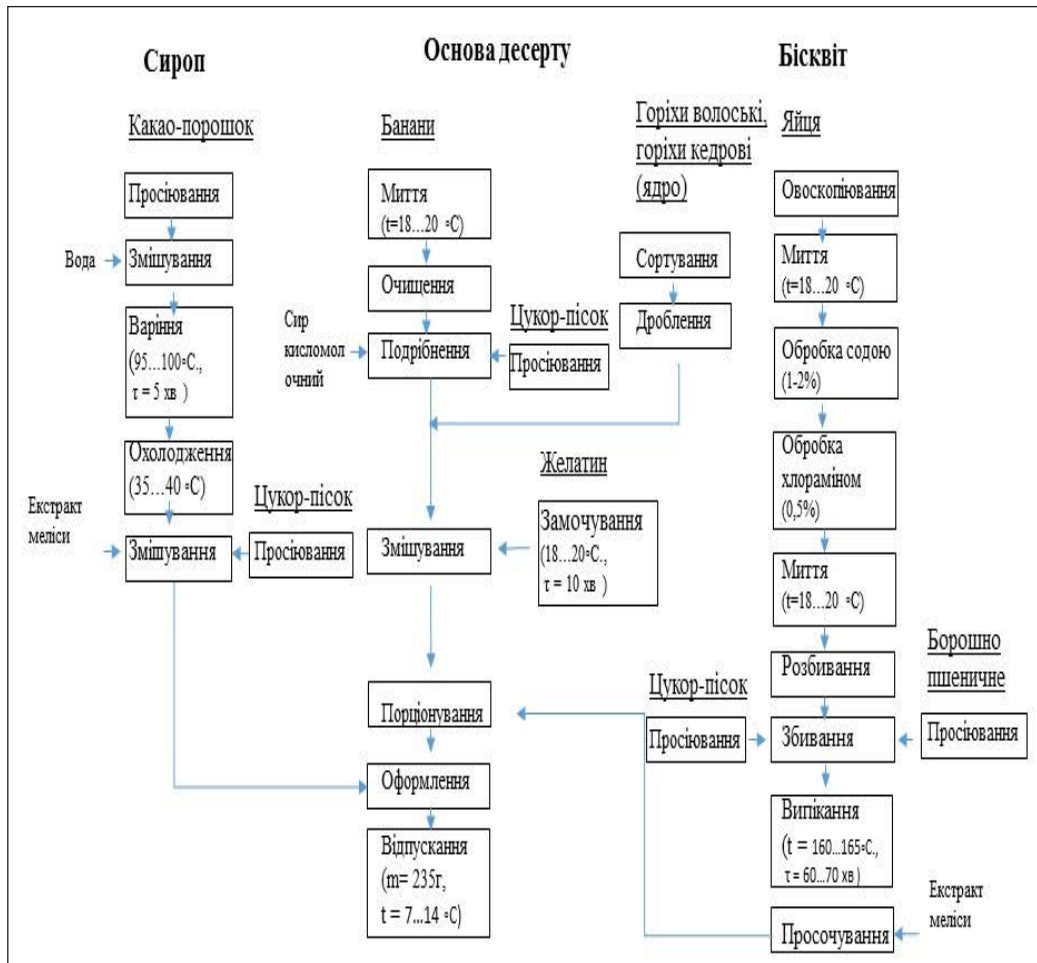 Сироп
Какао-порошок
Просіювання
Вода
Змішування
Варіння
(95…100◦С.,
τ = 5 хв )
Охолодження
(35…40 ◦С)
Екстракт
меліси
Змішування
Цукор-пісок
Просіювання
Основа десерту
Банани
Миття
(t=18…20 ◦С)
Очищення
Сир
кисломол
очний
Подрібнення
Цукор-пісок
Просіювання
Горіхи волоські,
горіхи кедрові
(ядро)
Сортування
Дроблення
Желатин
Замочування
(18…20◦С.,
τ = 10 хв )
Змішування
Порціонування
Оформлення
Відпускання
(m= 235г,
t = 7…14 ◦С)
Бісквіт
Яйця
Овоскопіювання
Миття
(t=18…20 ◦С)
Обробка содою
(1-2%)
Обробка
хлораміном
(0,5%)
Миття
(t=18…20 ◦С)
Розбивання
Цукор-пісок
Просіювання
Збивання
Борошно
пшеничне
Просіювання
Випікання
(t = 160…165◦С.,
τ = 60…70 хв )
Екстракт
меліси
Просочування